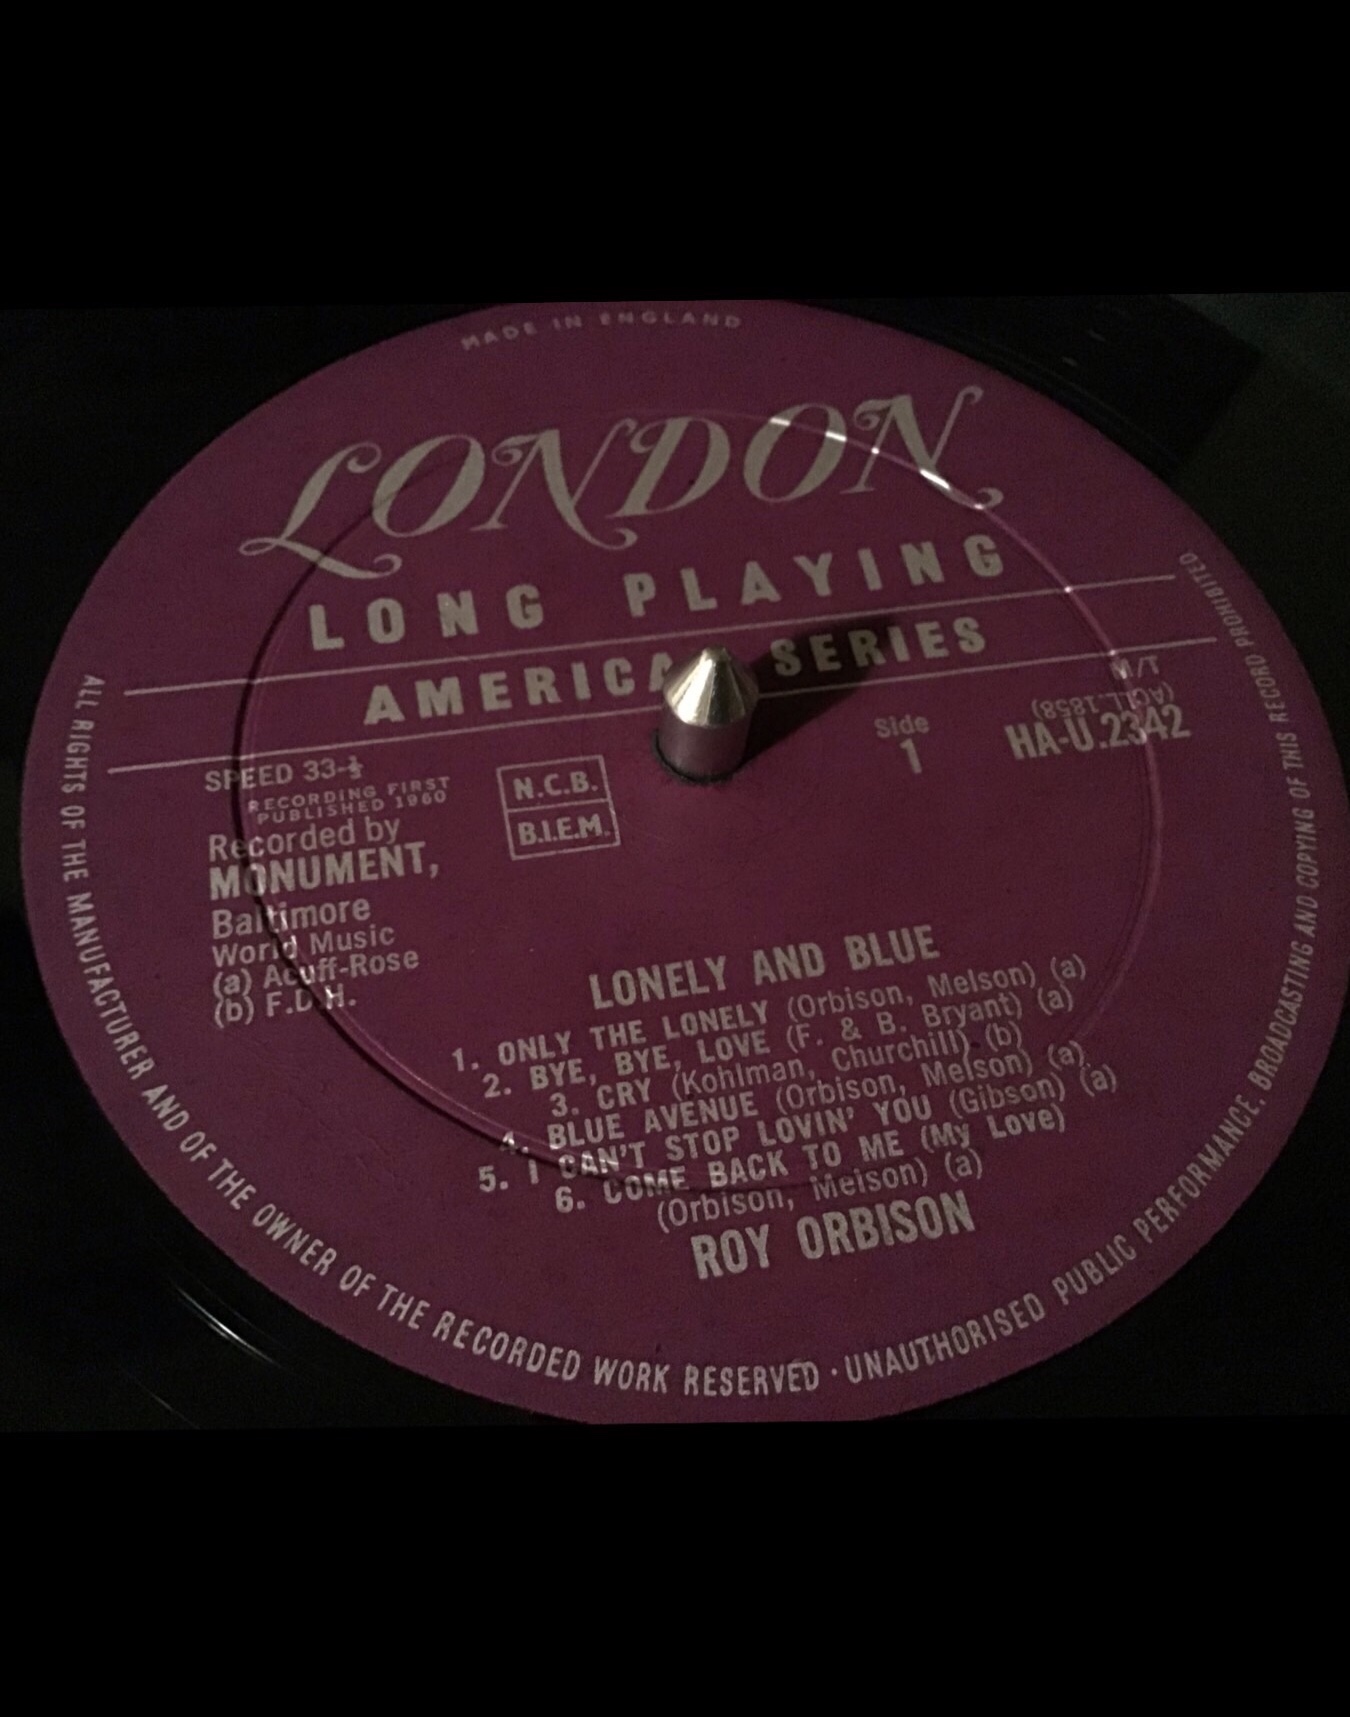 MADE IN ENGLAND
LONDON
LONG PLAYING
AMERICA SERIES
Side
1
T/M
(ACLL.1858)
HA-U.2342
SPEED 33-⅓
RECORDING FIRST
PUBLISHED 1960
Recorded by
MONUMENT,
Baltimore
World Music
(a) Acuff-Rose
(b) F.D.H.
N.C.B.
B.I.E.M.
LONELY AND BLUE
1. ONLY THE LONELY (Orbison, Melson) (a)
2. BYE, BYE, LOVE (F. & B. Bryant) (a)
3. CRY (Kohlman, Churchill) (b)
4. BLUE AVENUE (Orbison, Melson) (a)
5. I CAN'T STOP LOVIN' YOU (Gibson) (a)
6. COME BACK TO ME (My Love)
(Orbison, Melson) (a)
ROY ORBISON
ALL RIGHTS OF THE MANUFACTURER AND OF THE OWNER OF THE RECORDED WORK RESERVED · UNAUTHORISED PUBLIC PERFORMANCE, BROADCASTING AND COPYING OF THIS RECORD PROHIBITED